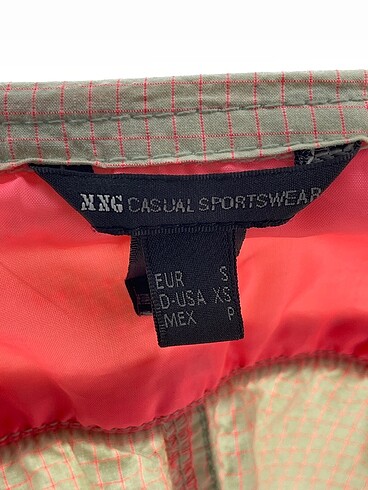 MNG CASUAL SPORTSWEAR
EUR S
D-USA XS
MEX P